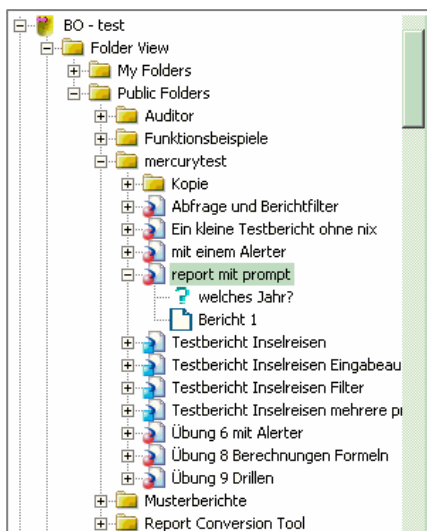 BO - test
Folder View
My Folders
Public Folders
Auditor
Funktionsbeispiele
mercurytest
Kopie
Abfrage und Berichtfilter
Ein kleine Testbericht ohne nix
mit einem Alerter
report mit prompt
welches Jahr?
Bericht 1
Testbericht Inselreisen
Testbericht Inselreisen Eingabeau
Testbericht Inselreisen Filter
Testbericht Inselreisen mehrere
Übung 6 mit Alerter
Übung 8 Berechnungen Formeln
Übung 9 Drillen
Musterberichte
Report Conversion Tool